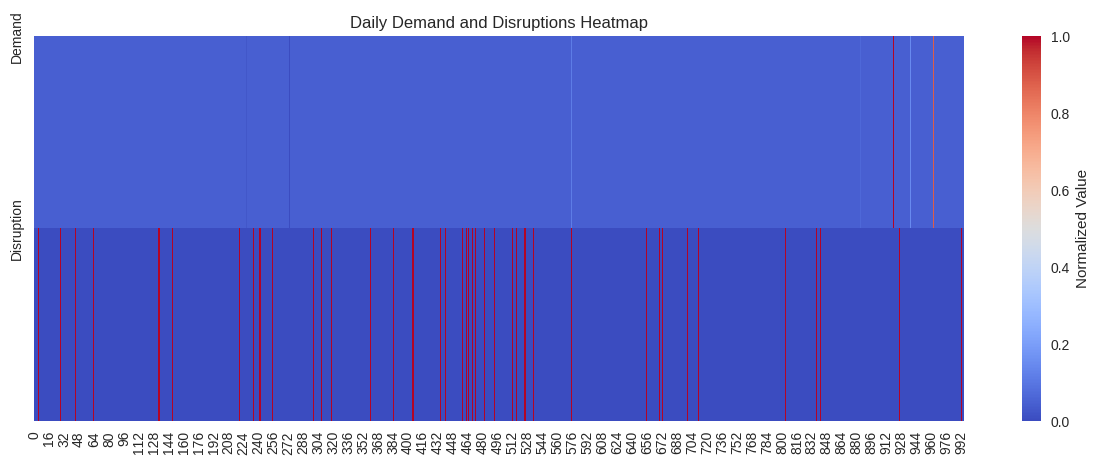 Daily Demand and Disruptions Heatmap
Demand
Disruption
0 16 32 48 64 80 96 112 128 144 160 176 192 208 224 240 256 272 288 304 320 336 352 368 384 400 416 432 448 464 480 496 512 528 544 560 576 592 608 624 640 656 672 688 704 720 736 752 768 784 800 816 832 848 864 880 896 912 928 944 960 976 992
1.0
0.8
0.6
0.4
0.2
0.0
Normalized Value